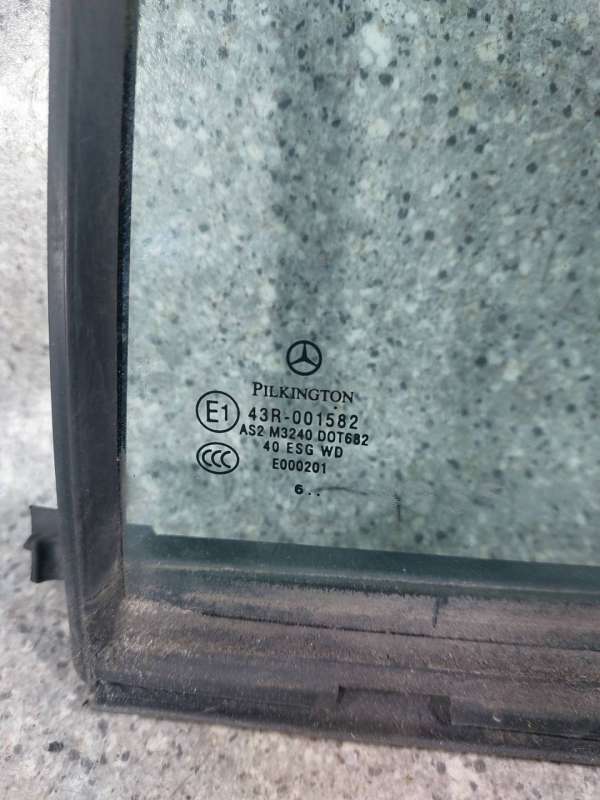 PILKINGTON
E1 43R-001582
AS2 M3240 DOT682
40 ESG WD
CCC E000201
6..